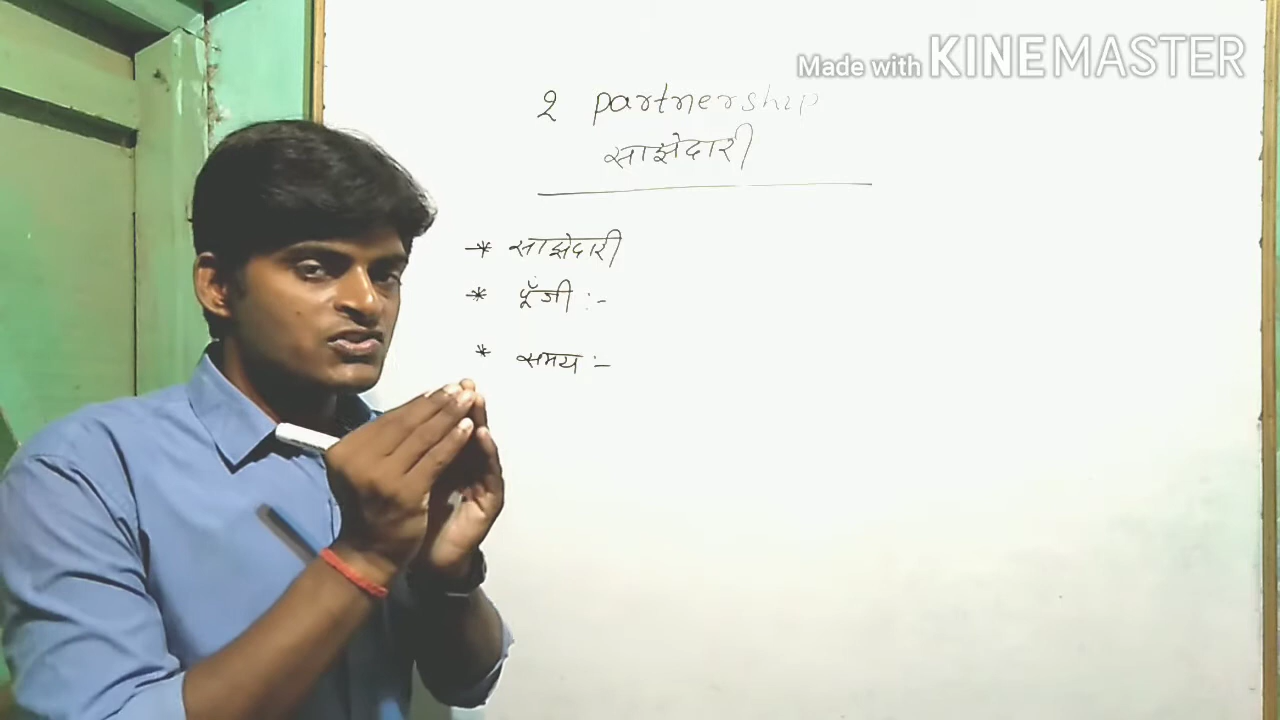 Made with KINEMASTER
2 partnership
साझेदारी
* साझेदारी
* पूँजी :-
* समय :-